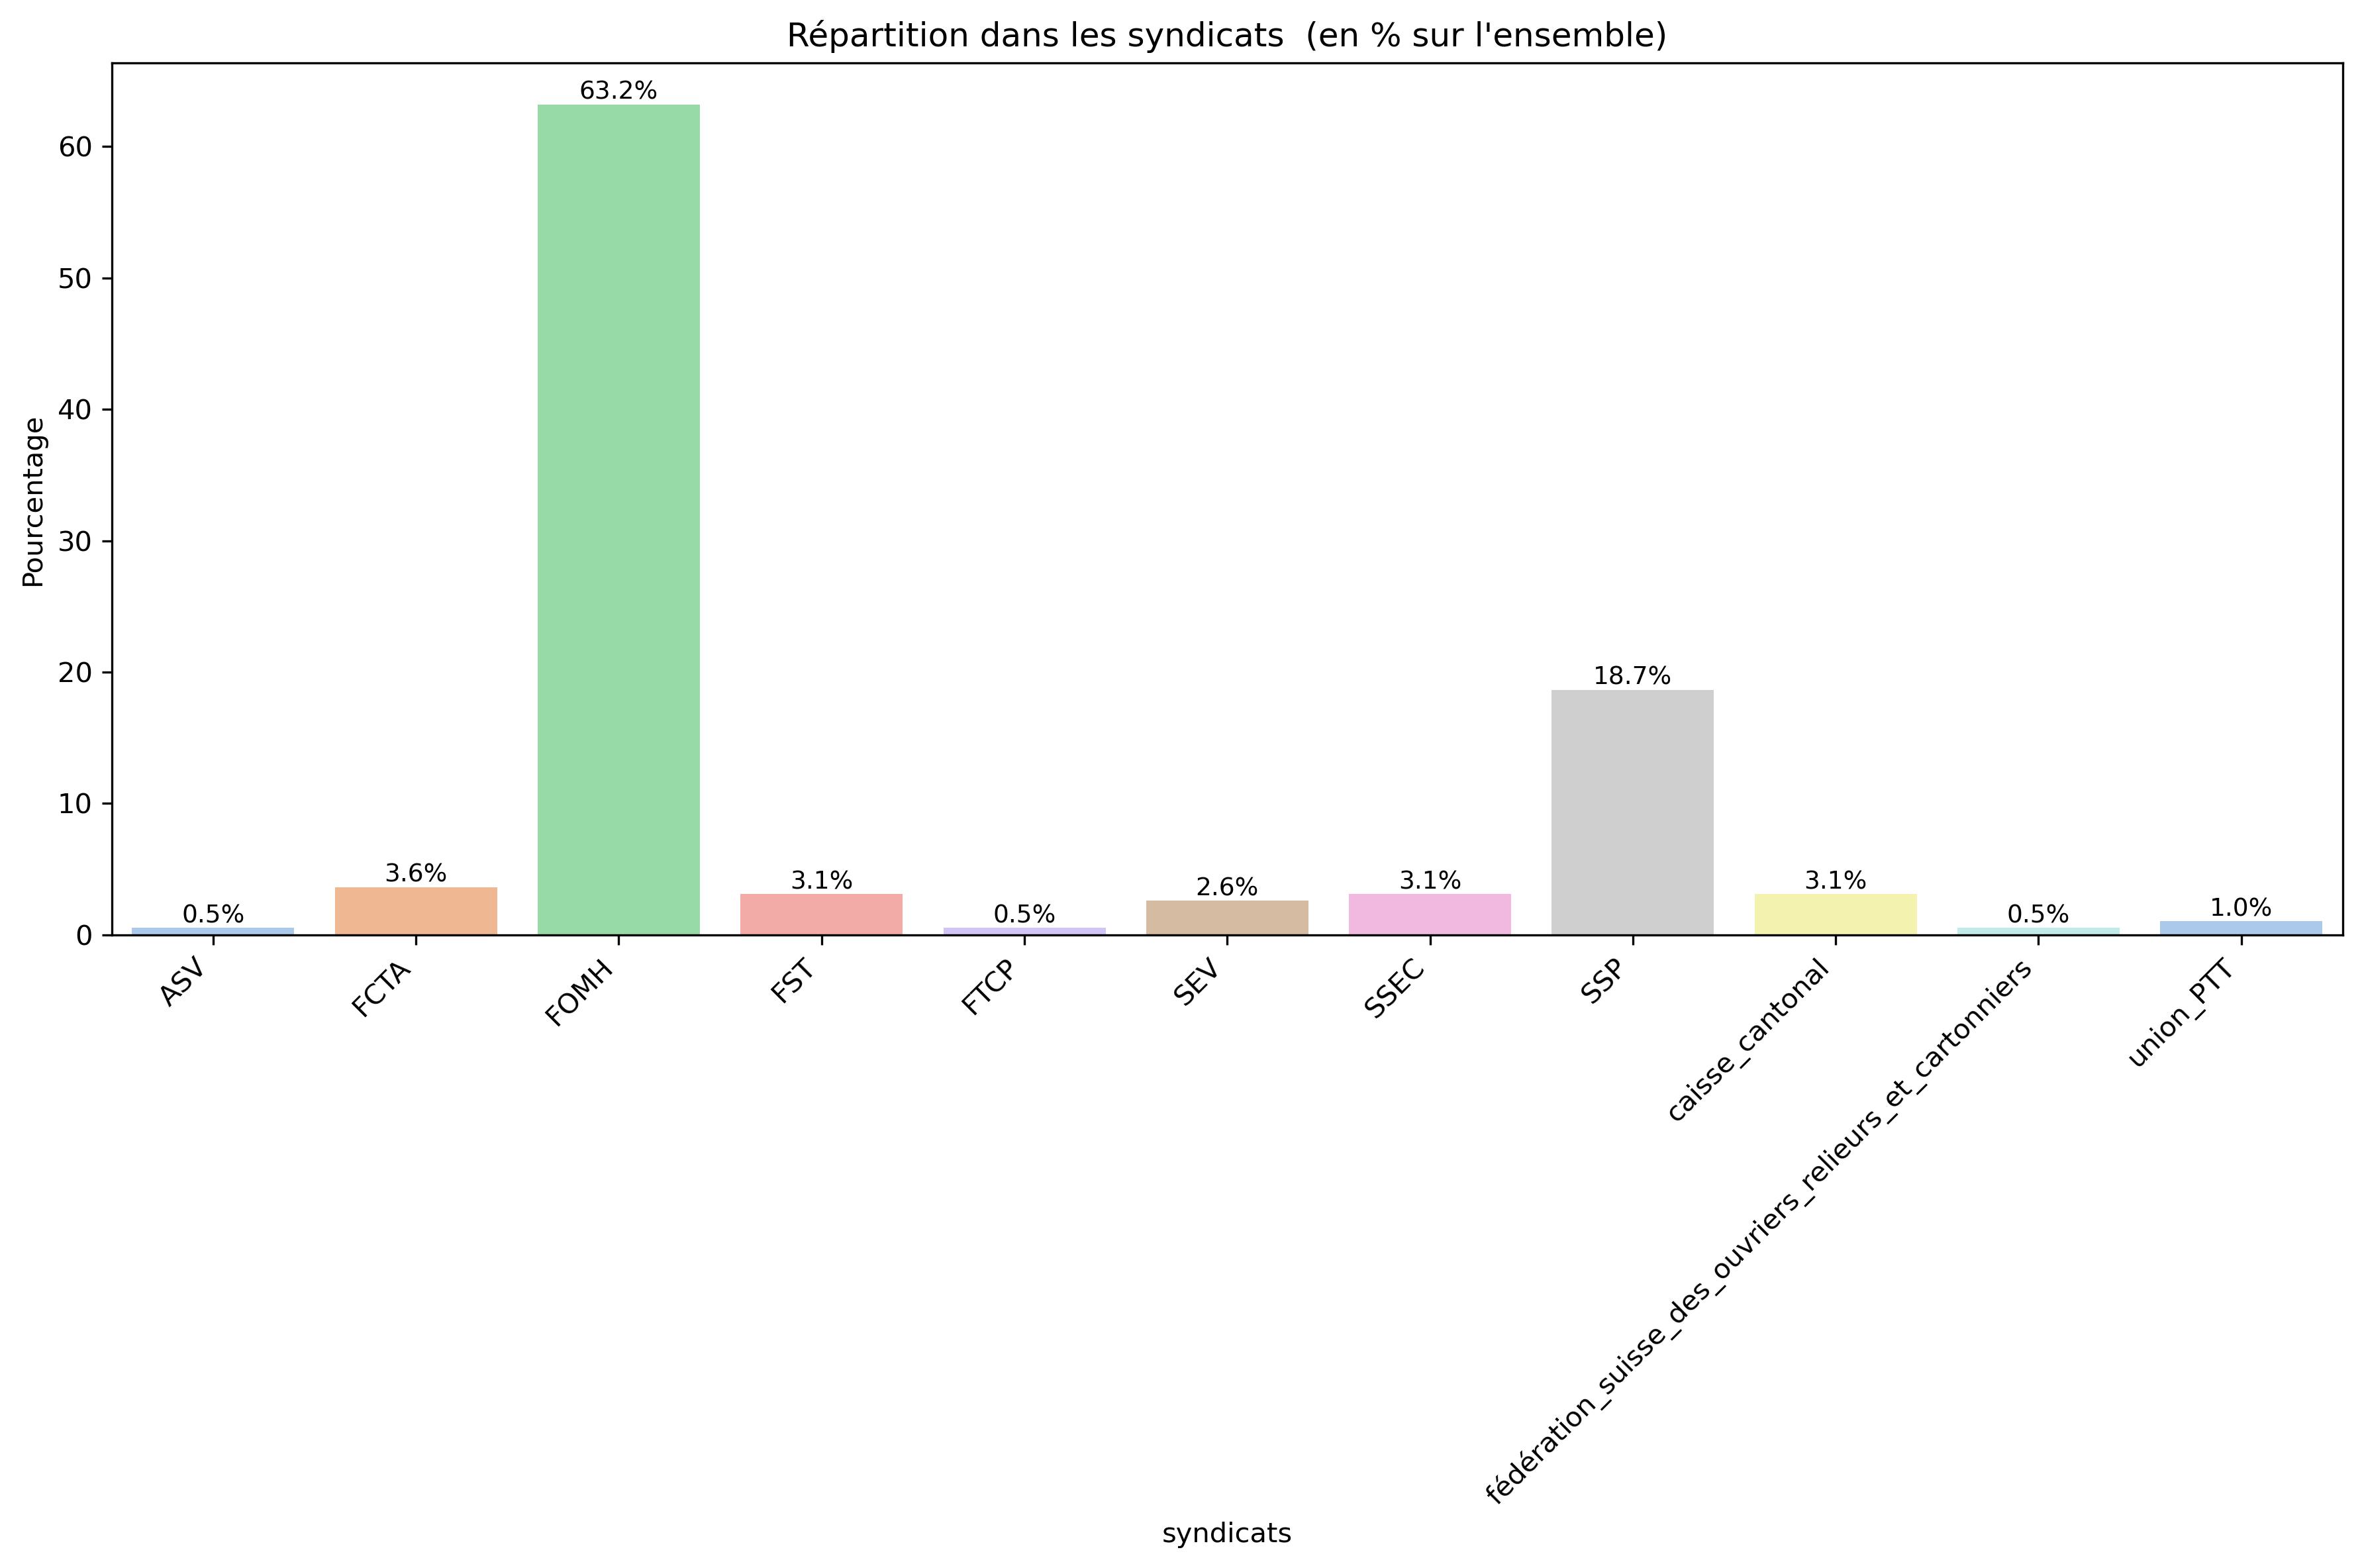 Répartition dans les syndicats  (en % sur l'ensemble)
Pourcentage
60
50
40
30
20
10
0
0.5%
3.6%
63.2%
3.1%
0.5%
2.6%
3.1%
18.7%
3.1%
0.5%
1.0%
ASV
FCTA
FOMH
FST
FTCP
SEV
SSEC
SSP
caisse_cantonal
fédération_suisse_des_ouvriers_relieurs_et_cartonniers
union_PTT
syndicats